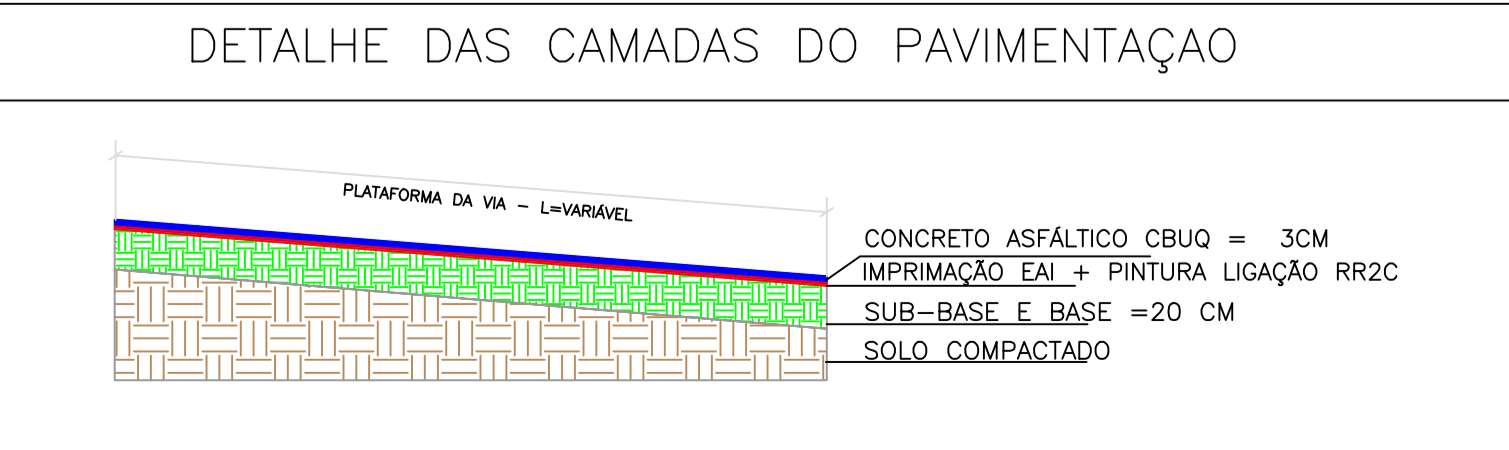 DETALHE DAS CAMADAS DO PAVIMENTAÇAO
PLATAFORMA DA VIA - L=VARIÁVEL
CONCRETO ASFÁLTICO CBUQ = 3CM
IMPRIMAÇÃO EAI + PINTURA LIGAÇÃO RR2C
SUB-BASE E BASE =20 CM
SOLO COMPACTADO